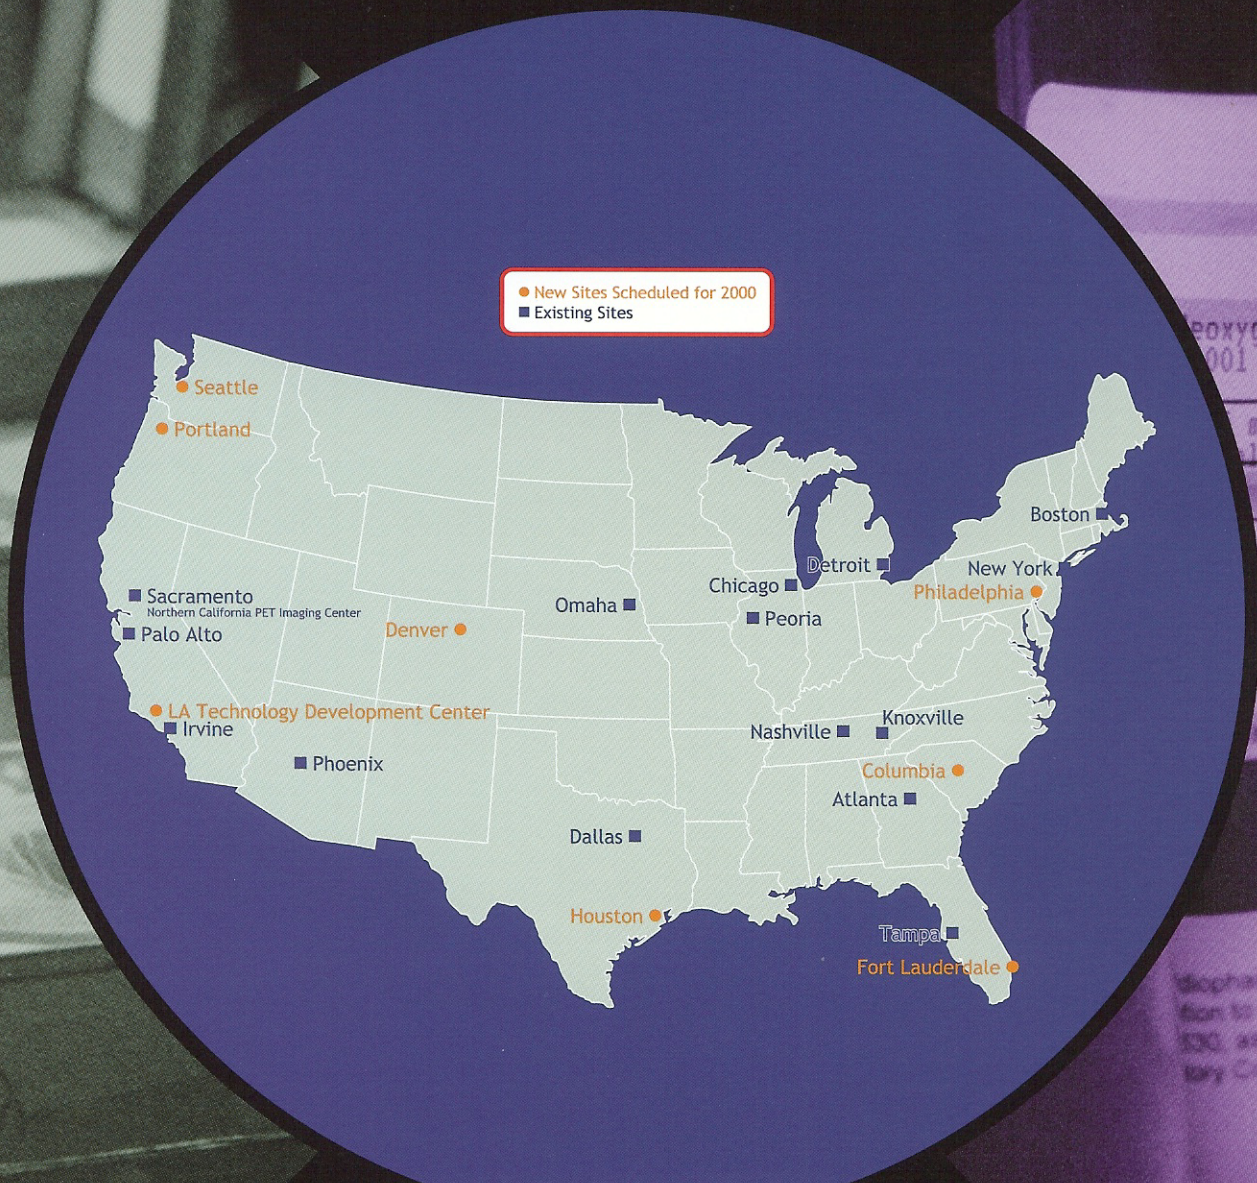 New Sites Scheduled for 2000
Existing Sites
Seattle
Portland
Boston
Detroit
New York
Chicago
Philadelphia
Sacramento
Northern California PET Imaging Center
Omaha
Peoria
Palo Alto
Denver
LA Technology Development Center
Irvine
Knoxville
Nashville
Phoenix
Columbia
Atlanta
Dallas
Houston
Tampa
Fort Lauderdale
001